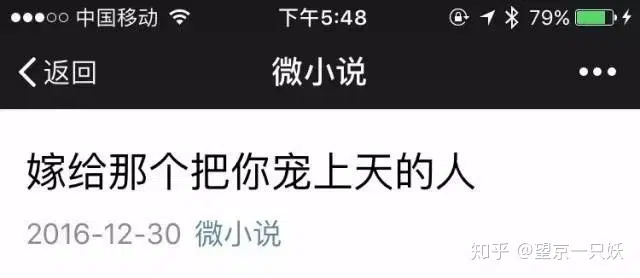 中国移动 下午5:48 79%
返回 微小说
嫁给那个把你宠上天的人
2016-12-30 微小说
知乎 @望京一只妖